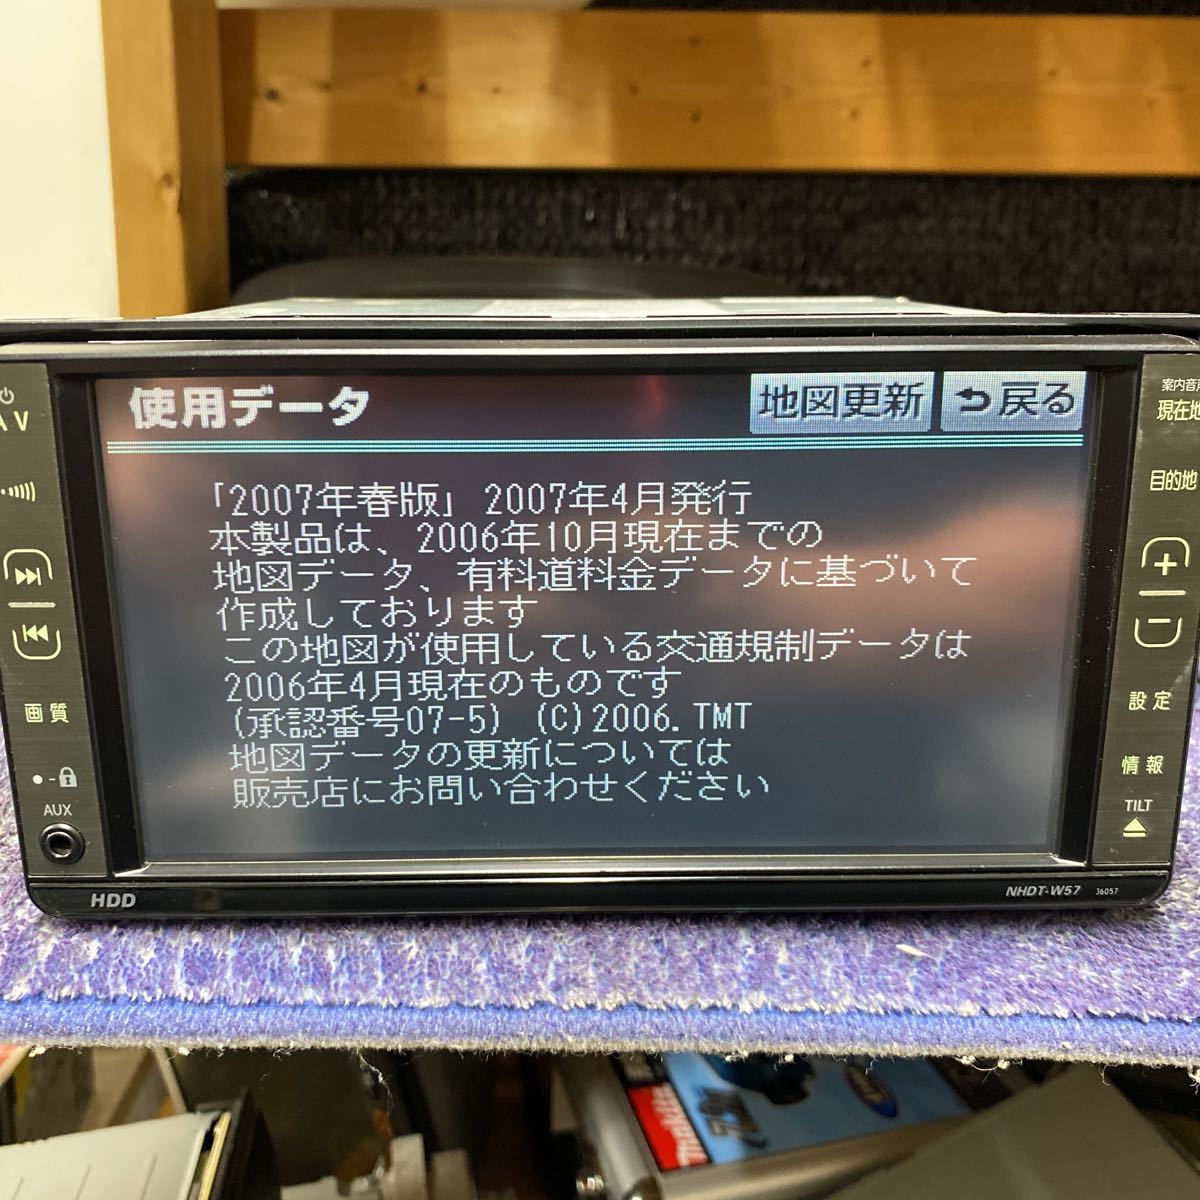 使用データ
地図更新
戻る
「2007年春版」 2007年4月発行
本製品は、2006年10月現在までの
地図データ、有料道料金データに基づいて
作成しております
この地図が使用している交通規制データは
2006年4月現在のものです
(承認番号07-5) (C)2006.TMT
地図データの更新については
販売店にお問い合わせください
AV
画質
AUX
HDD
案内音声
現在地
目的地
+
−
設定
情報
TILT
NHDT-W57 36057
makita